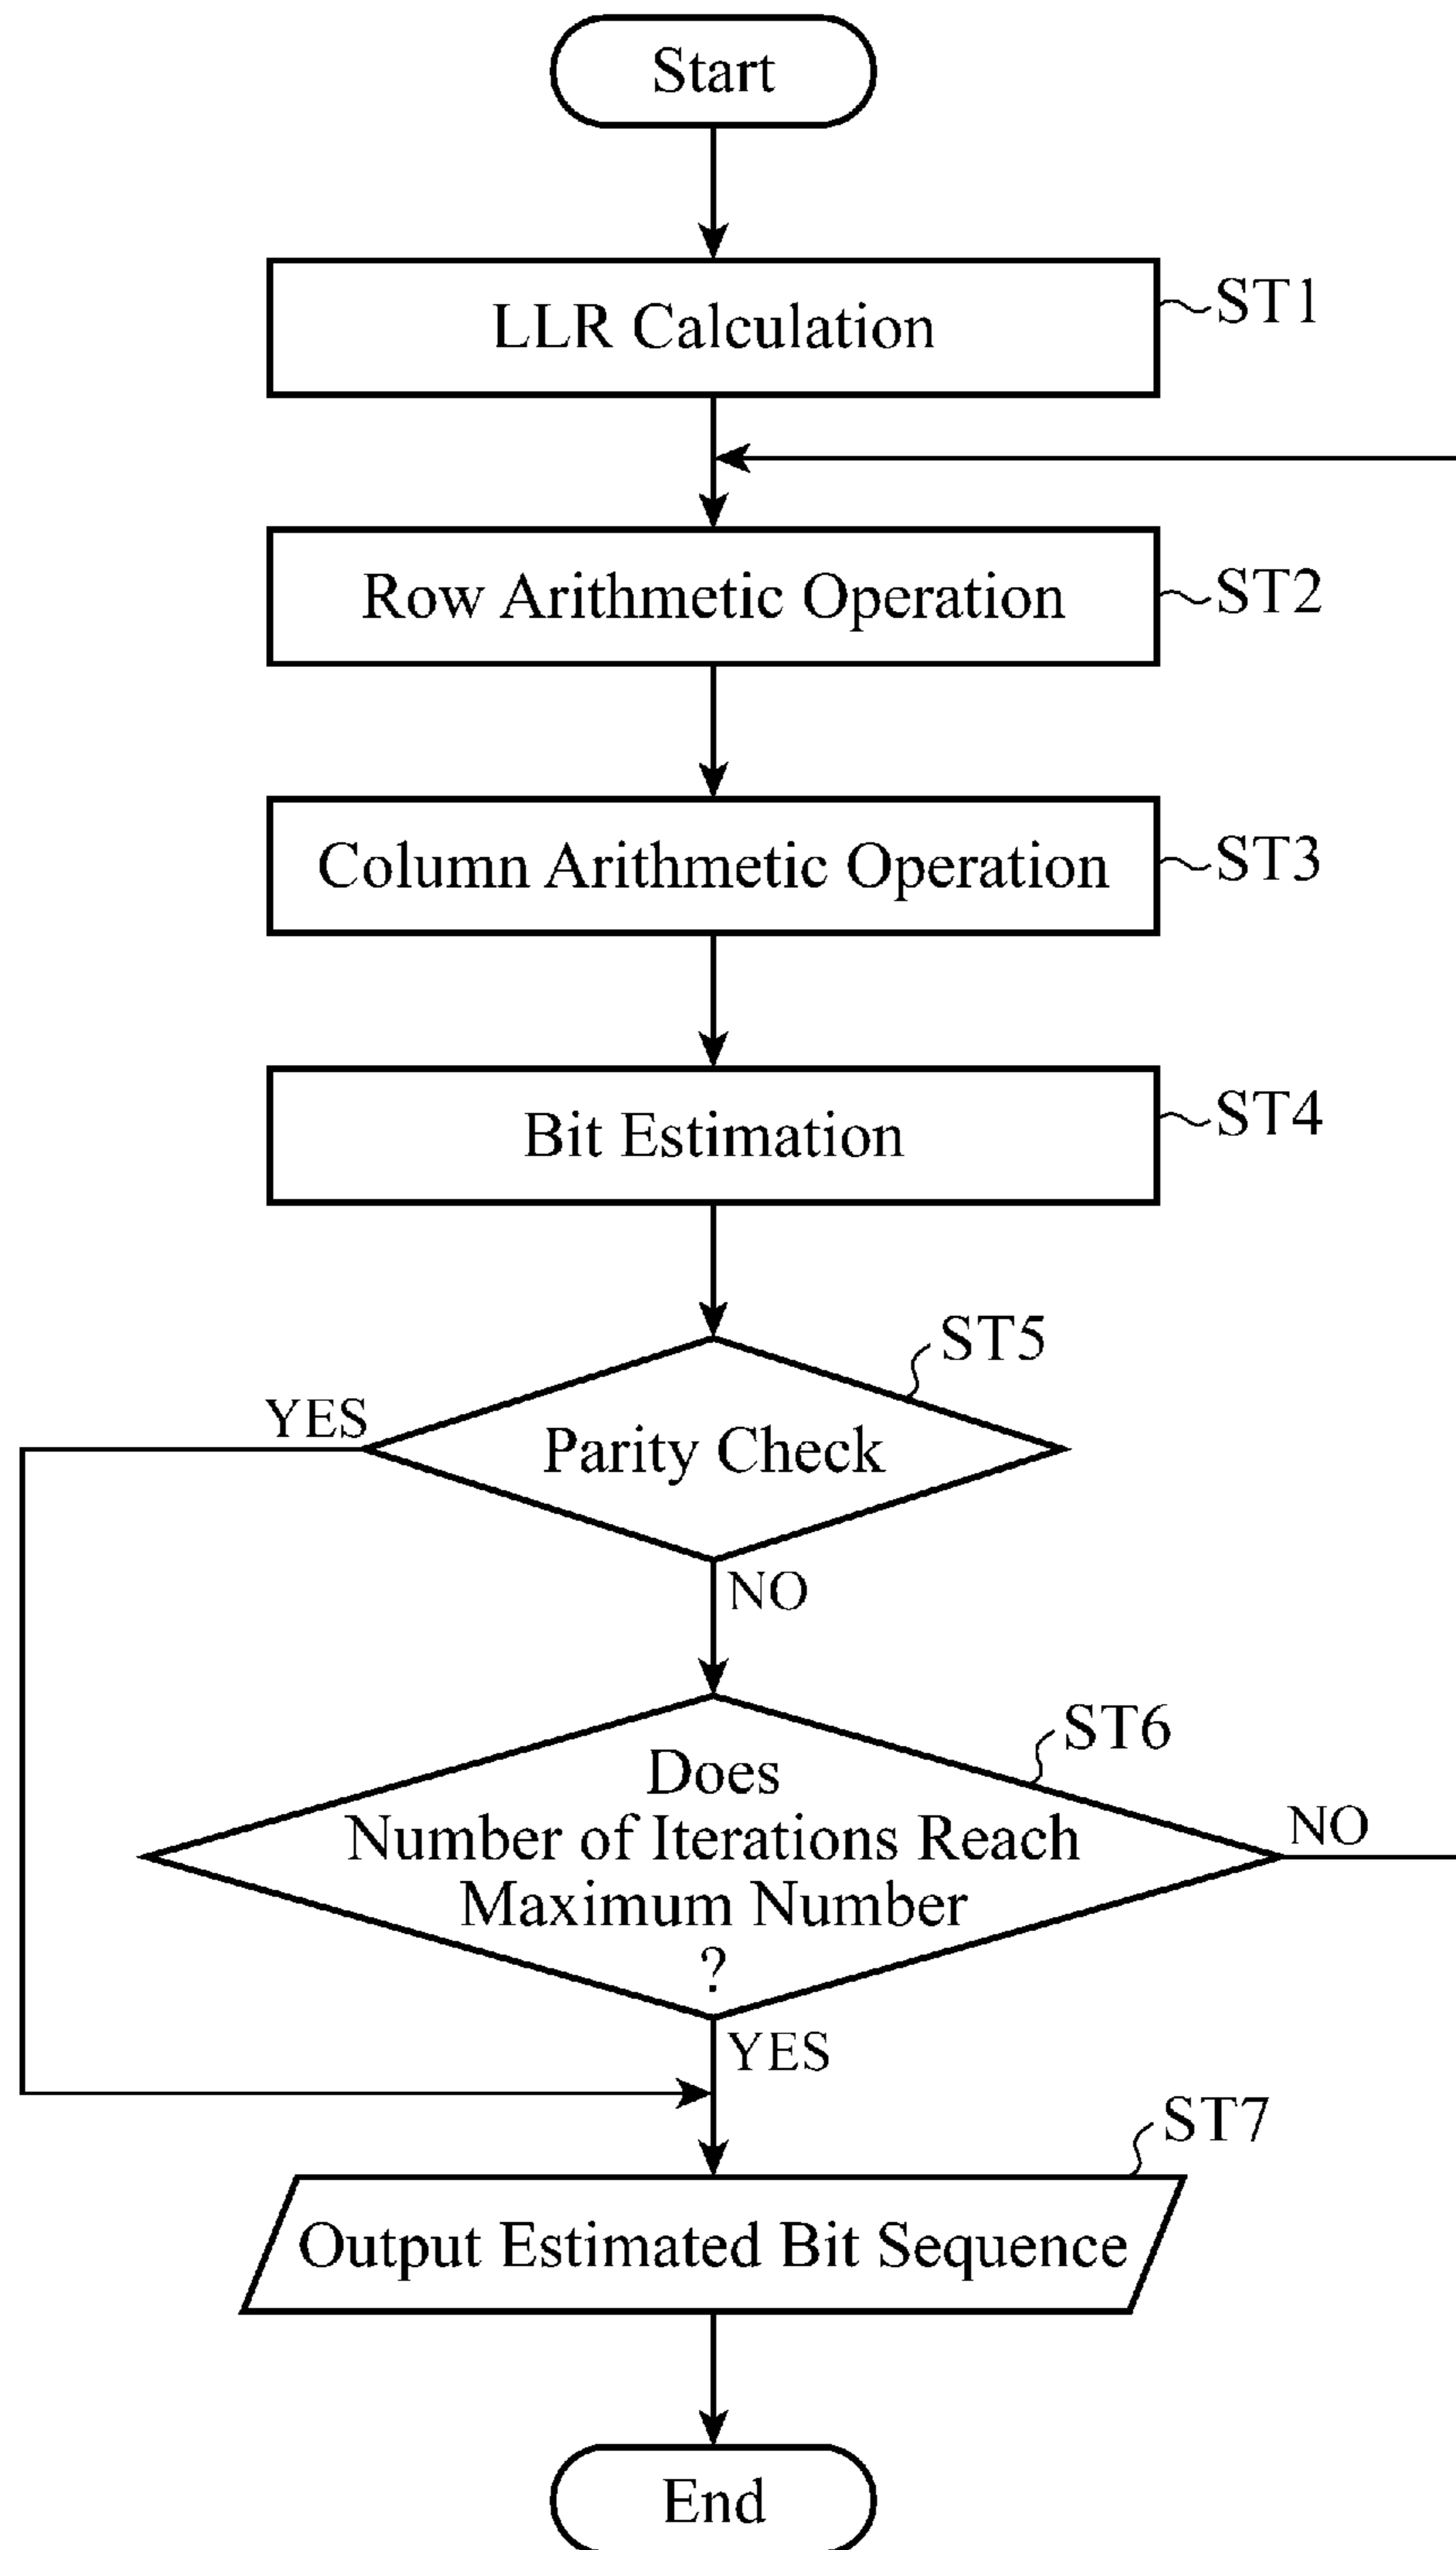 Start
LLR Calculation
ST1
Row Arithmetic Operation
ST2
Column Arithmetic Operation
ST3
Bit Estimation
ST4
ST5
YES
Parity Check
NO
ST6
Does
Number of Iterations Reach
Maximum Number
?
NO
YES
ST7
Output Estimated Bit Sequence
End